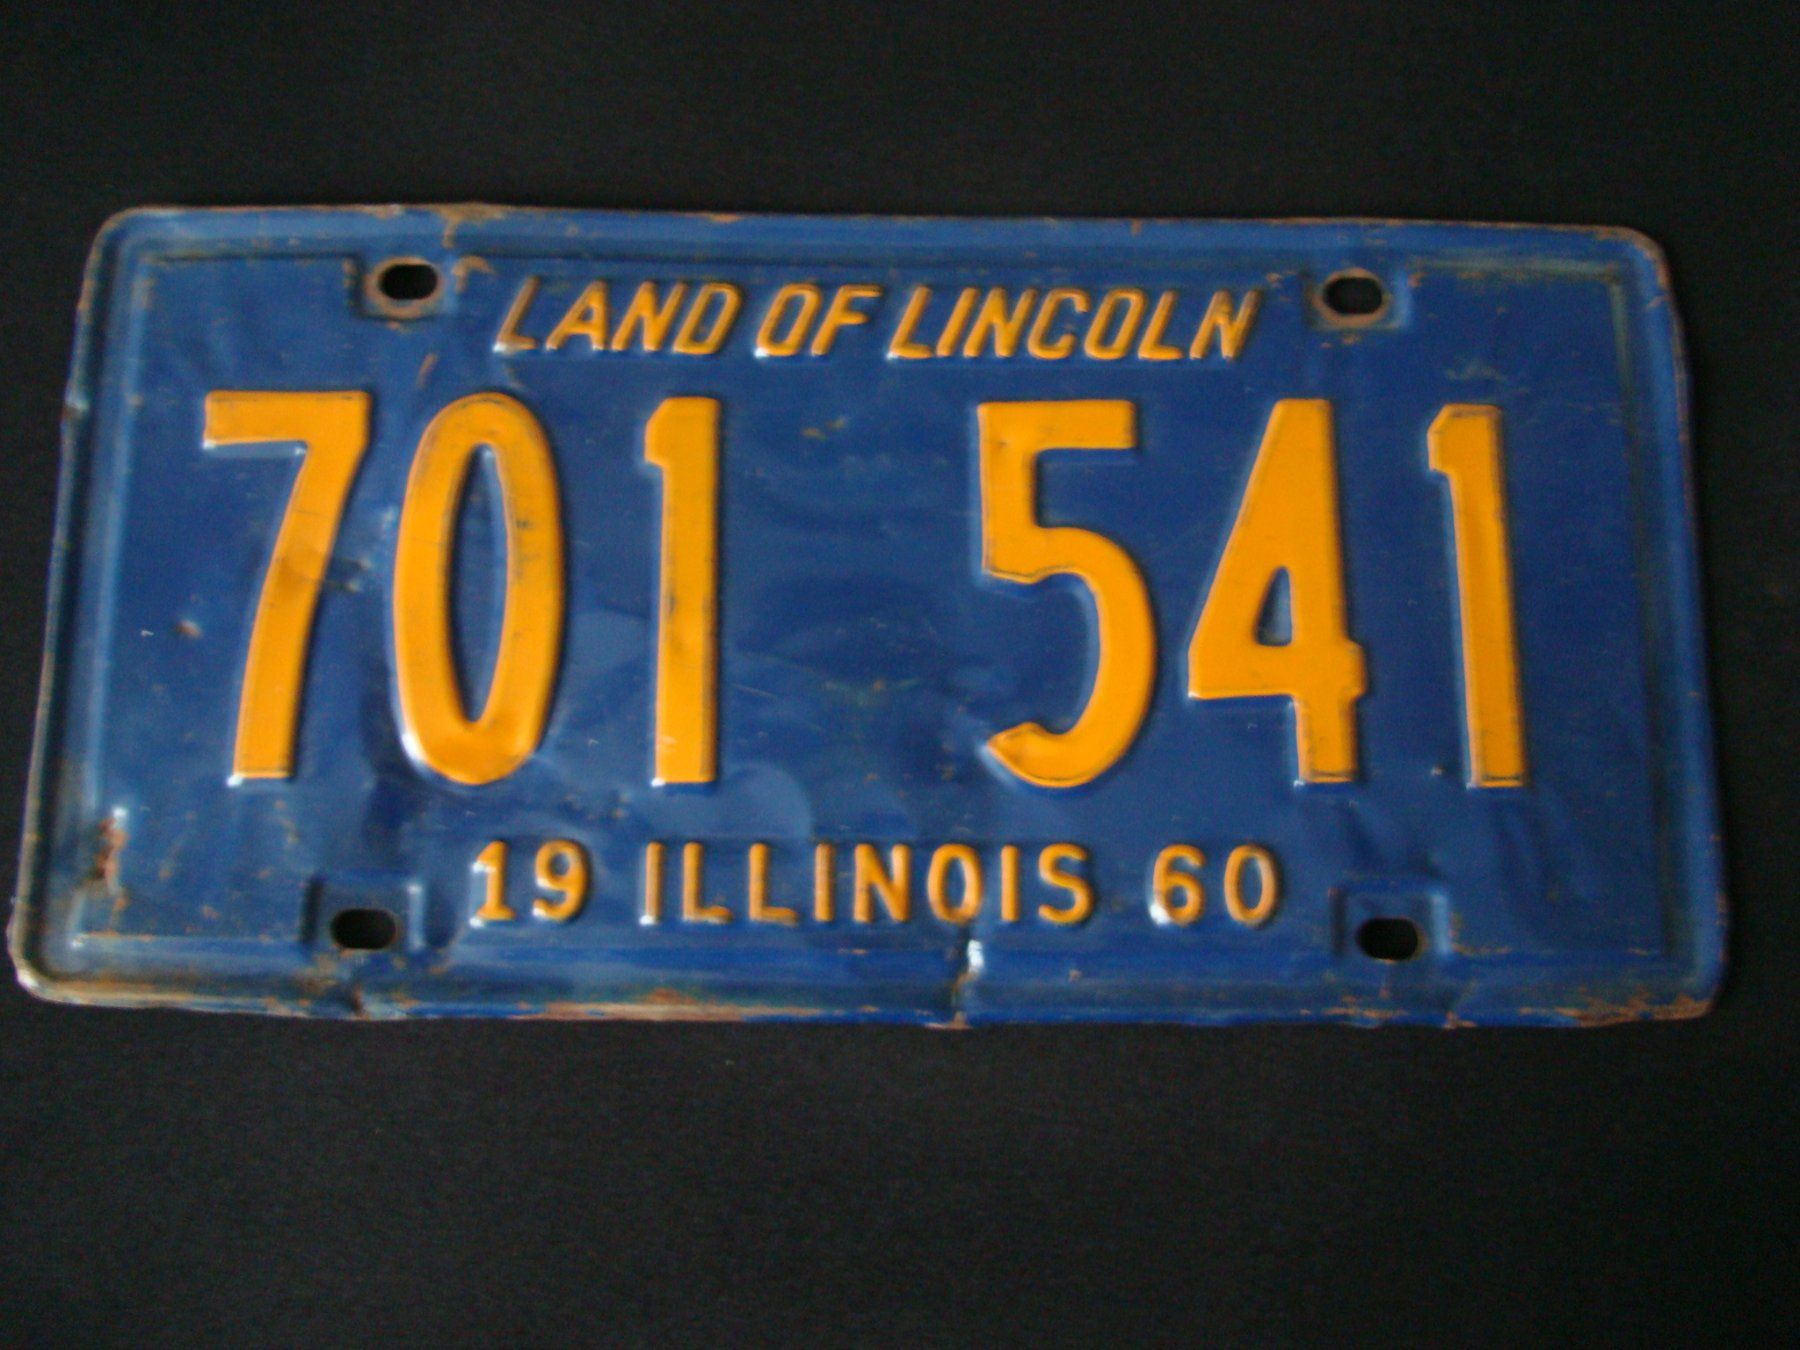 LAND OF LINCOLN
701 541
19 ILLINOIS 60